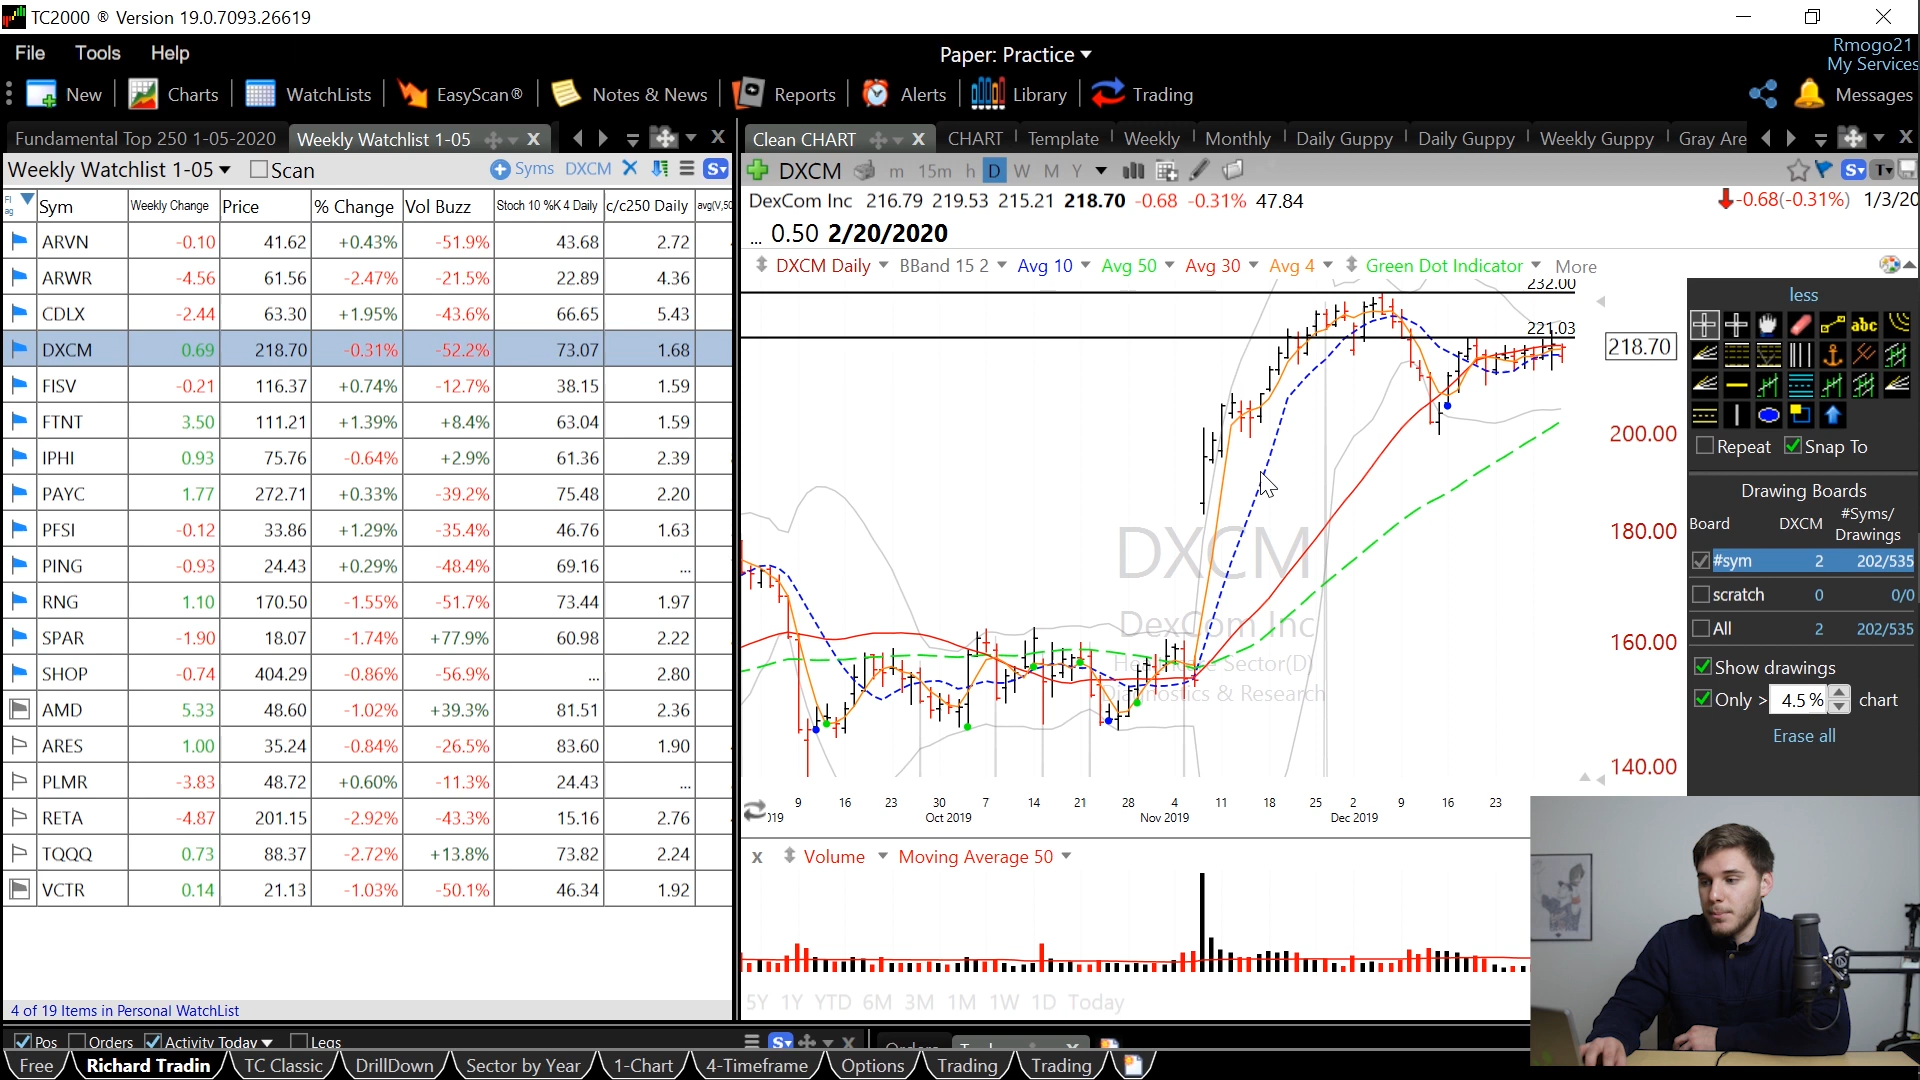 TC2000 ® Version 19.0.7093.26619
File Tools Help
Paper: Practice
Rmogo21
My Services
New Charts WatchLists EasyScan® Notes & News Reports Alerts Library Trading Messages
Fundamental Top 250 1-05-2020 Weekly Watchlist 1-05 X
Clean CHART X CHART Template Weekly Monthly Daily Guppy Daily Guppy Weekly Guppy Gray Are
Weekly Watchlist 1-05 Scan Syms DXCM
DXCM m 15m h D W M Y
Flag Sym Weekly Change Price % Change Vol Buzz Stoch 10 %K 4 Daily c/c250 Daily avg(V,50
DexCom Inc 216.79 219.53 215.21 218.70 -0.68 -0.31% 47.84
-0.68(-0.31%) 1/3/20
... 0.50 2/20/2020
DXCM Daily BBand 15 2 Avg 10 Avg 50 Avg 30 Avg 4 Green Dot Indicator More
ARVN -0.10 41.62 +0.43% -51.9% 43.68 2.72
ARWR -4.56 61.56 -2.47% -21.5% 22.89 4.36
CDLX -2.44 63.30 +1.95% -43.6% 66.65 5.43
DXCM 0.69 218.70 -0.31% -52.2% 73.07 1.68
FISV -0.21 116.37 +0.74% -12.7% 38.15 1.59
FTNT 3.50 111.21 +1.39% +8.4% 63.04 1.59
IPHI 0.93 75.76 -0.64% +2.9% 61.36 2.39
PAYC 1.77 272.71 +0.33% -39.2% 75.48 2.20
PFSI -0.12 33.86 +1.29% -35.4% 46.76 1.63
PING -0.93 24.43 +0.29% -48.4% 69.16 ...
RNG 1.10 170.50 -1.55% -51.7% 73.44 1.97
SPAR -1.90 18.07 -1.74% +77.9% 60.98 2.22
SHOP -0.74 404.29 -0.86% -56.9% ... 2.80
AMD 5.33 48.60 -1.02% +39.3% 81.51 2.36
ARES 1.00 35.24 -0.84% -26.5% 83.60 1.90
PLMR -3.83 48.72 +0.60% -11.3% 24.43 ...
RETA -4.87 201.15 -2.92% -43.3% 15.16 2.76
TQQQ 0.73 88.37 -2.72% +13.8% 73.82 2.24
VCTR 0.14 21.13 -1.03% -50.1% 46.34 1.92
4 of 19 Items in Personal WatchList
232.00
221.03
218.70
200.00
180.00
160.00
140.00
DXCM
DexCom Inc
Sector(D)
& Research
9 16 23 30 7 14 21 28 4 11 18 25 2 9 16 23
Oct 2019 Nov 2019 Dec 2019
less
abc
Repeat Snap To
Drawing Boards
Board DXCM #Syms/
Drawings
#sym 2 202/535
scratch 0 0/0
All 2 202/535
Show drawings
Only > 4.5 % chart
Erase all
x Volume Moving Average 50
5Y 1Y YTD 6M 3M 1M 1W 1D Today
Pos Orders Activity Today Legs
Free Richard Tradin TC Classic DrillDown Sector by Year 1-Chart 4-Timeframe Options Trading Trading